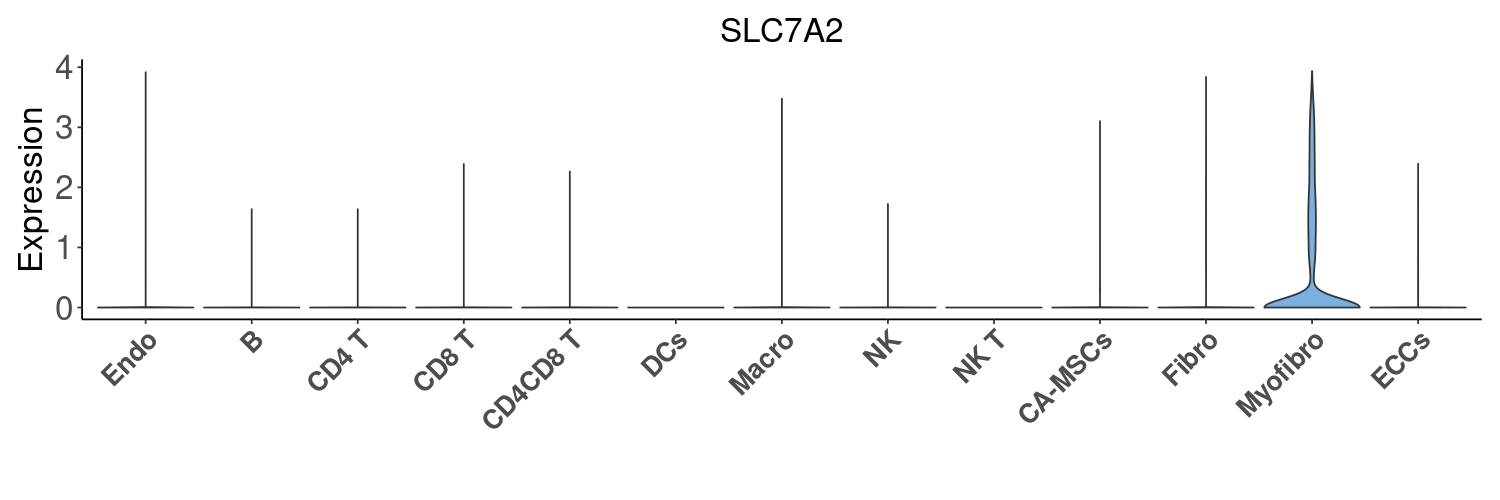 SLC7A2
Expression
4
3
2
1
0
Endo
B
CD4 T
CD8 T
CD4CD8 T
DCs
Macro
NK
NK T
CA-MSCs
Fibro
Myofibro
ECCs